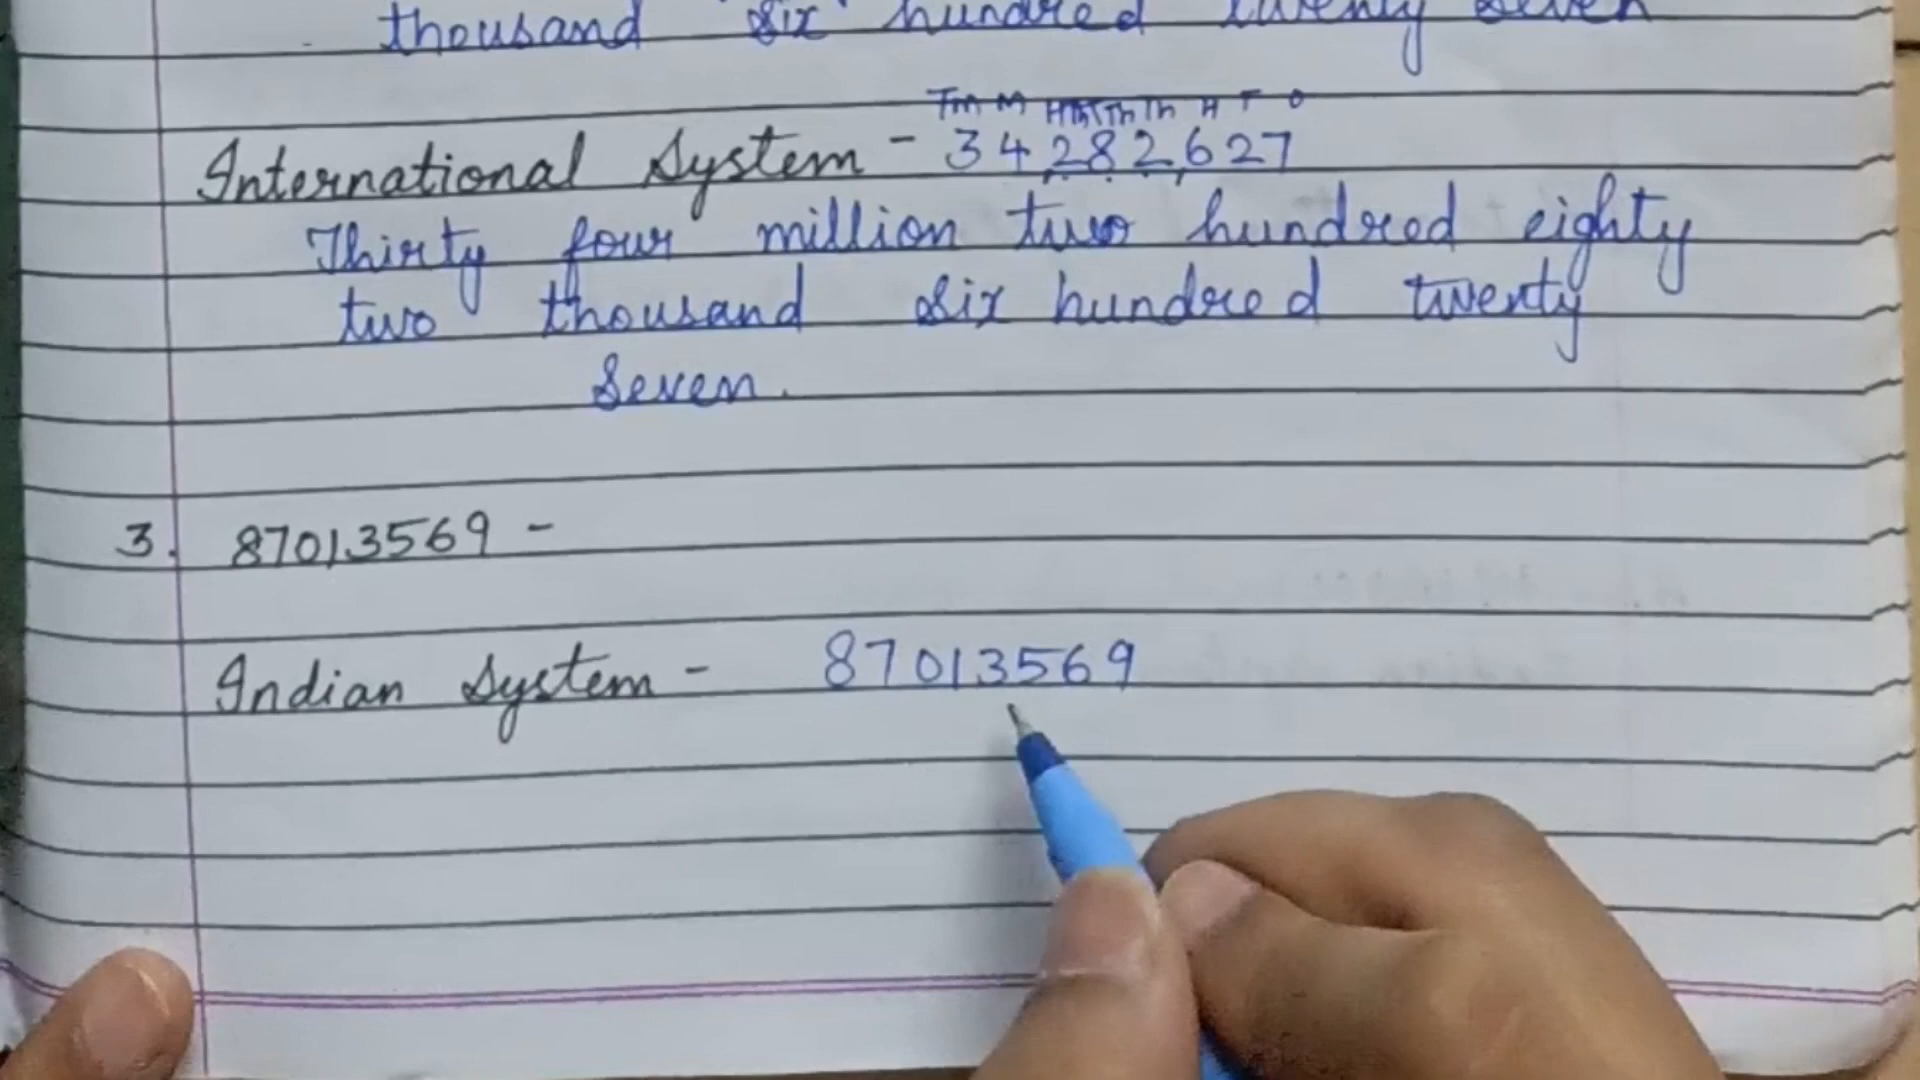 thousand six hundred twenty seven
TM M HTh TTh Th H T O
International System - 34,282,627
Thirty four million two hundred eighty
two thousand six hundred twenty
seven.
3. 87013569 -
Indian System - 87013569